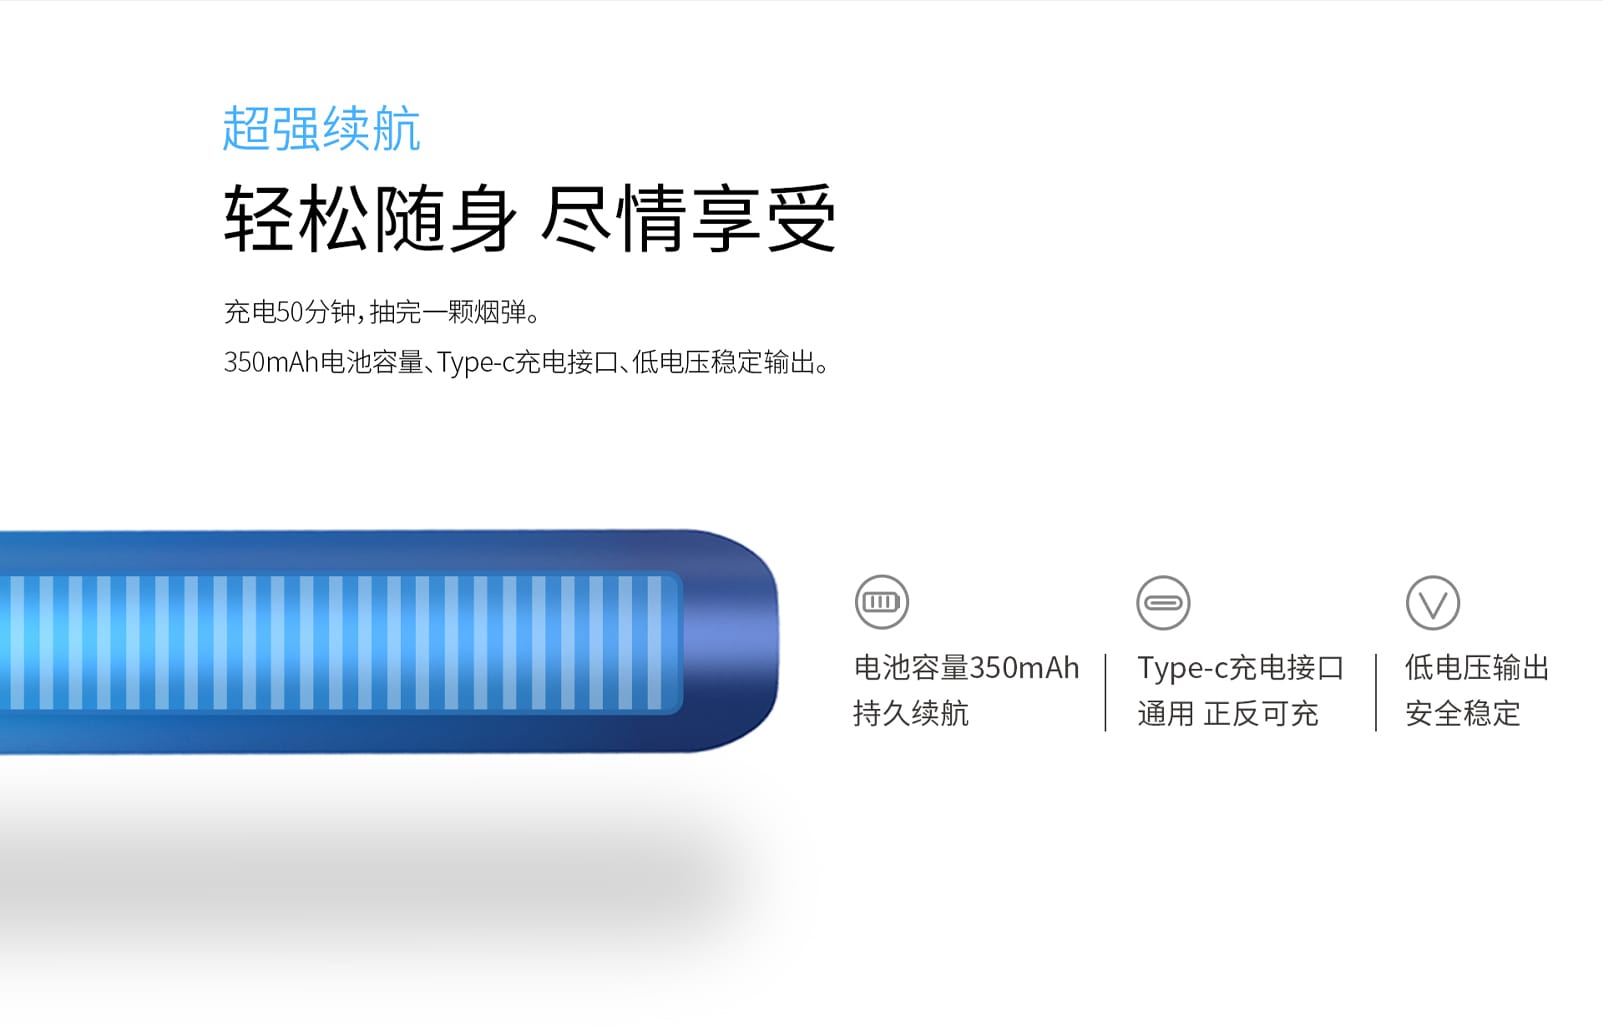 超强续航
轻松随身 尽情享受
充电50分钟，抽完一颗烟弹。
350mAh电池容量、Type-c充电接口、低电压稳定输出。
电池容量350mAh
持久续航
Type-c充电接口
通用 正反可充
低电压输出
安全稳定